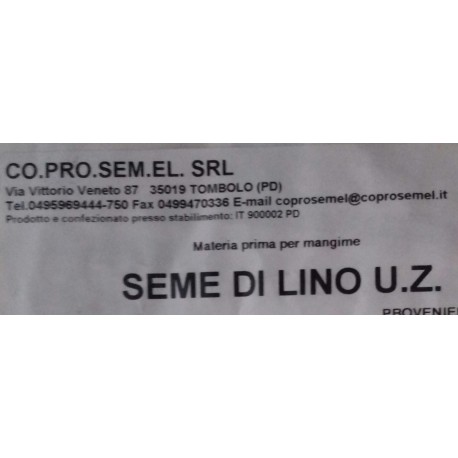 CO.PRO.SEM.EL. SRL
Via Vittorio Veneto 87 35019 TOMBOLO (PD)
Tel.0495969444-750 Fax 0499470336 E-mail coprosemel@coprosemel.it
Prodotto e confezionato presso stabilimento: IT 900002 PD
Materia prima per mangime
SEME DI LINO U.Z.